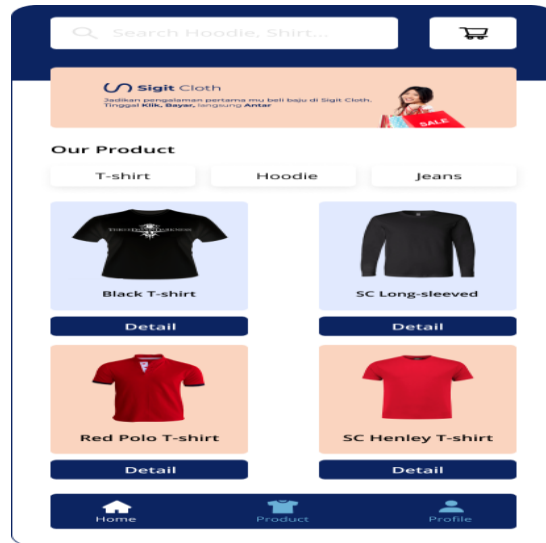 Search Hoodie, Shirt...
Sigit Cloth
Jadikan pengalaman pertama mu beli baju di Sigit Cloth.
Tinggal Klik, Bayar, langsung Antar
SALE
Our Product
T-shirt Hoodie Jeans
Black T-shirt SC Long-sleeved
Detail Detail
Red Polo T-shirt SC Henley T-shirt
Detail Detail
Home Product Profile